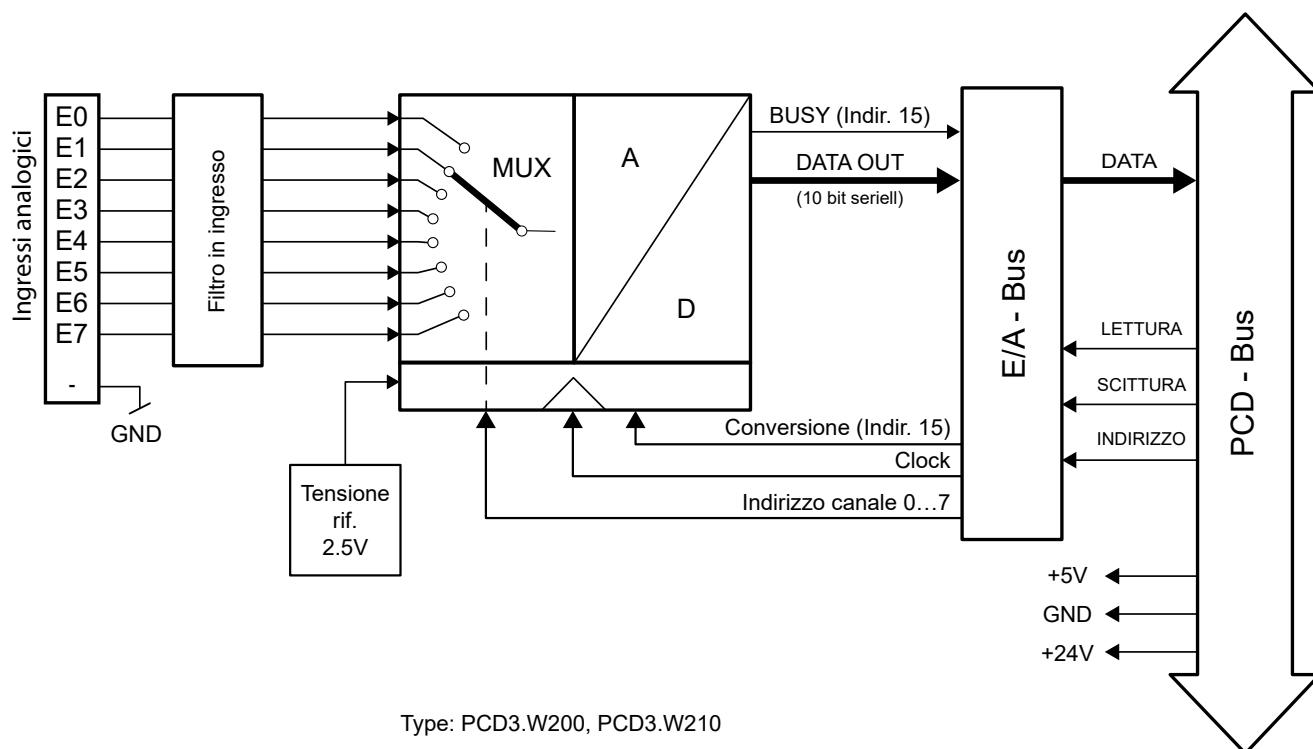 Ingressi analogici
E0
E1
E2
E3
E4
E5
E6
E7
-
GND
Filtro in ingresso
MUX
A
D
Tensione
rif.
2.5V
BUSY (Indir. 15)
DATA OUT
(10 bit seriell)
Conversione (Indir. 15)
Clock
Indirizzo canale 0…7
E/A - Bus
DATA
LETTURA
SCITTURA
INDIRIZZO
+5V
GND
+24V
PCD - Bus
Type: PCD3.W200, PCD3.W210